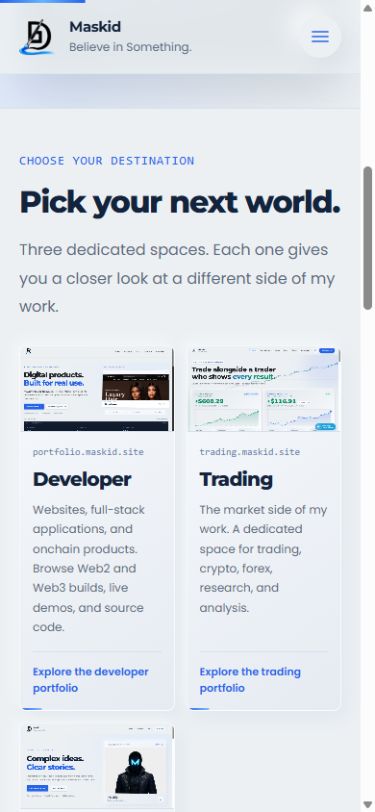 Maskid
Believe in Something.
CHOOSE YOUR DESTINATION
Pick your next world.
Three dedicated spaces. Each one gives
you a closer look at a different side of my
work.
Digital products.
Built for real use.
Luxury
portfolio.maskid.site
Developer
Websites, full-stack
applications, and
onchain products.
Browse Web2 and
Web3 builds, live
demos, and source
code.
Explore the developer
portfolio
Trade alongside a trader
who shows every result.
trading.maskid.site
Trading
The market side of my
work. A dedicated
space for trading,
crypto, forex,
research, and
analysis.
Explore the trading
portfolio
Complex ideas.
Clear stories.